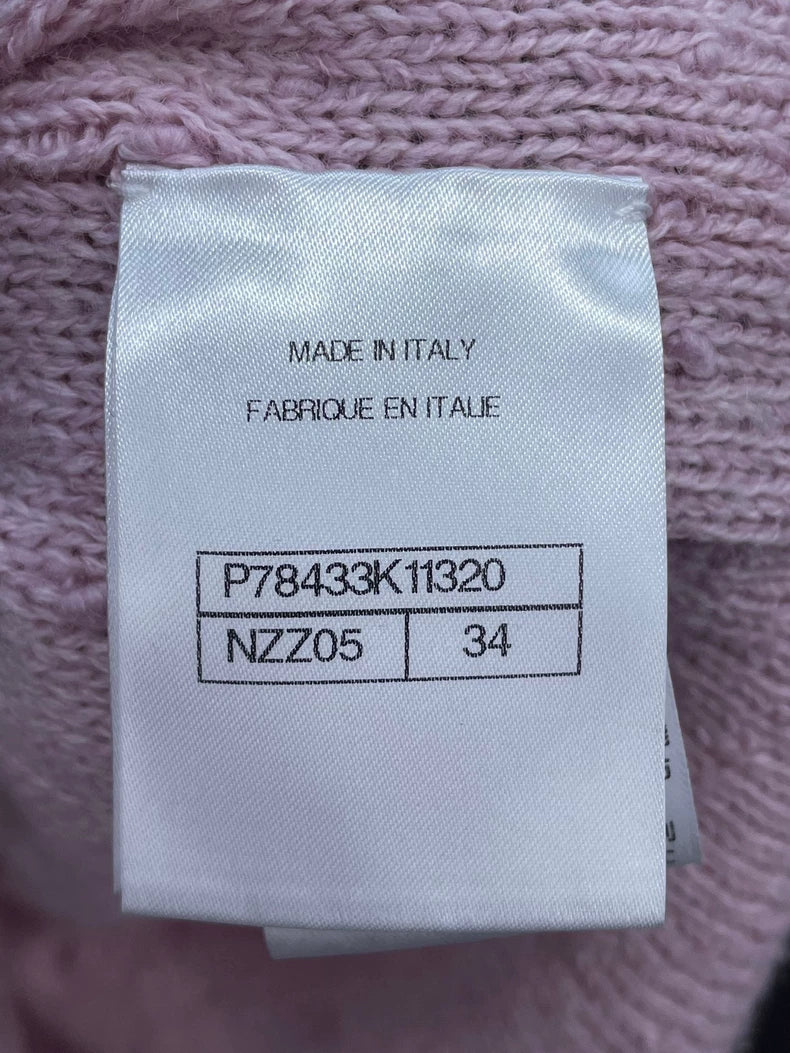 MADE IN ITALY
FABRIQUE EN ITALIE
P78433K11320
NZZ05 34